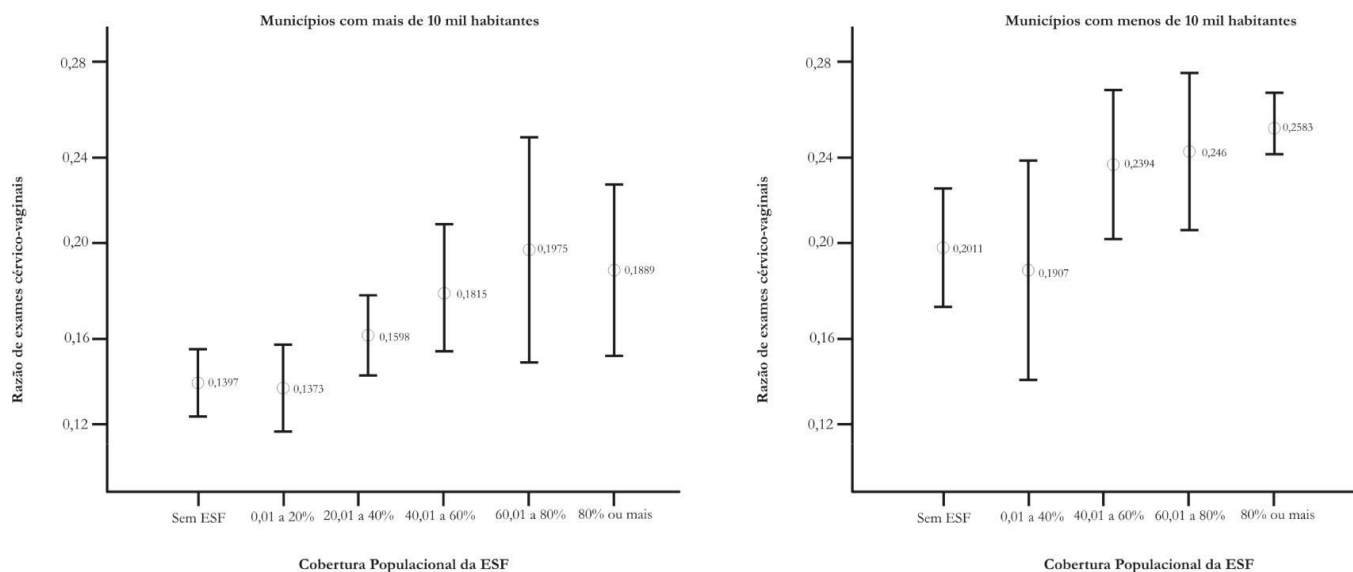 Municípios com mais de 10 mil habitantes
Razão de exames cérvico-vaginais
0,28
0,24
0,20
0,16
0,12
0,1397
0,1373
0,1598
0,1815
0,1975
0,1889
Sem ESF
0,01 a 20%
20,01 a 40%
40,01 a 60%
60,01 a 80%
80% ou mais
Cobertura Populacional da ESF
Municípios com menos de 10 mil habitantes
Razão de exames cérvico-vaginais
0,28
0,24
0,20
0,16
0,12
0,2011
0,1907
0,2394
0,246
0,2583
Sem ESF
0,01 a 40%
40,01 a 60%
60,01 a 80%
80% ou mais
Cobertura Populacional da ESF